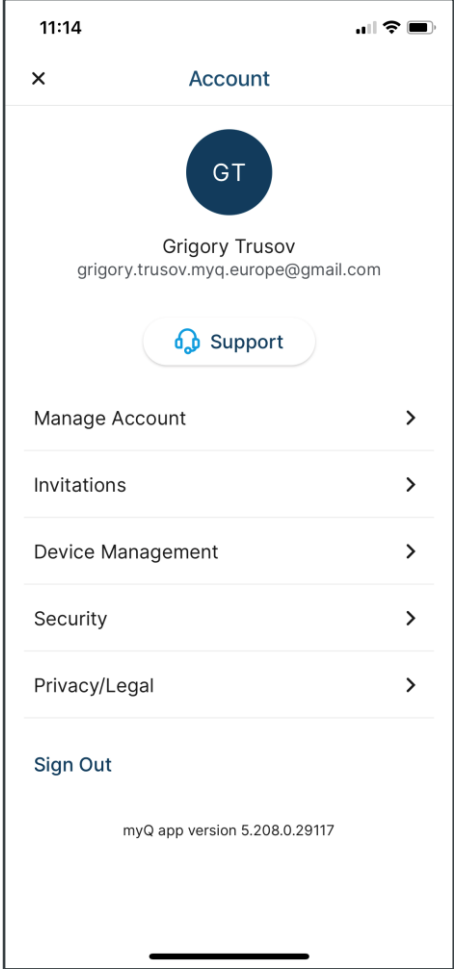 11:14
Account
GT
Grigory Trusov
grigory.trusov.myq.europe@gmail.com
Support
Manage Account
Invitations
Device Management
Security
Privacy/Legal
Sign Out
myQ app version 5.208.0.29117